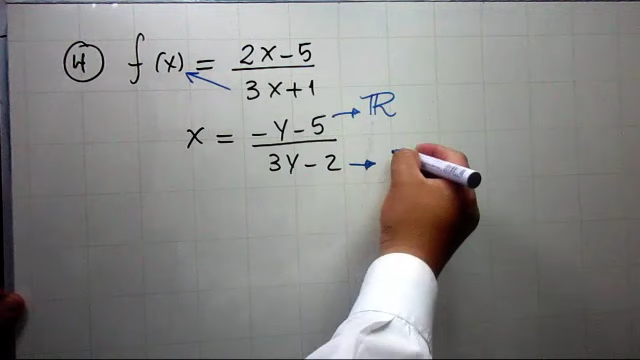 4 f(x) = (2x-5)/(3x+1)
x = (-y-5)/(3y-2) → ℝ
→